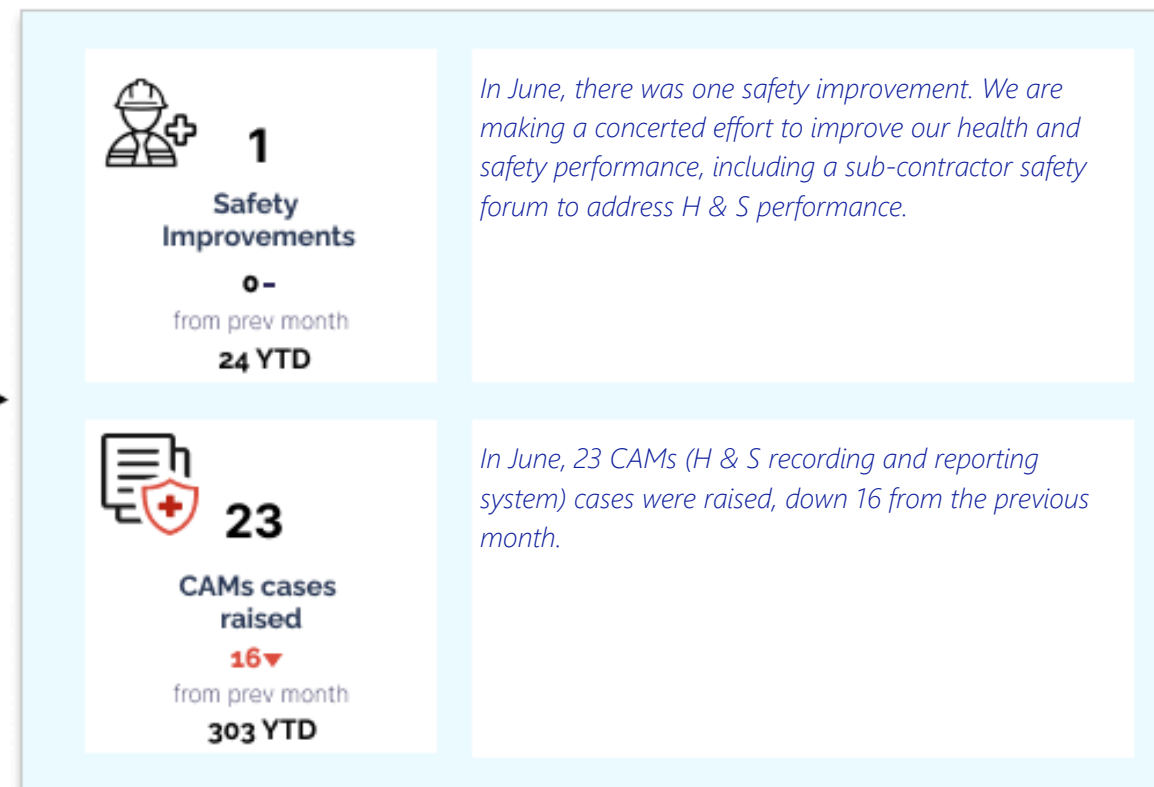 1
Safety
Improvements
0-
from prev month
24 YTD
In June, there was one safety improvement. We are
making a concerted effort to improve our health and
safety performance, including a sub-contractor safety
forum to address H & S performance.
23
CAMs cases
raised
16▼
from prev month
303 YTD
In June, 23 CAMs (H & S recording and reporting
system) cases were raised, down 16 from the previous
month.